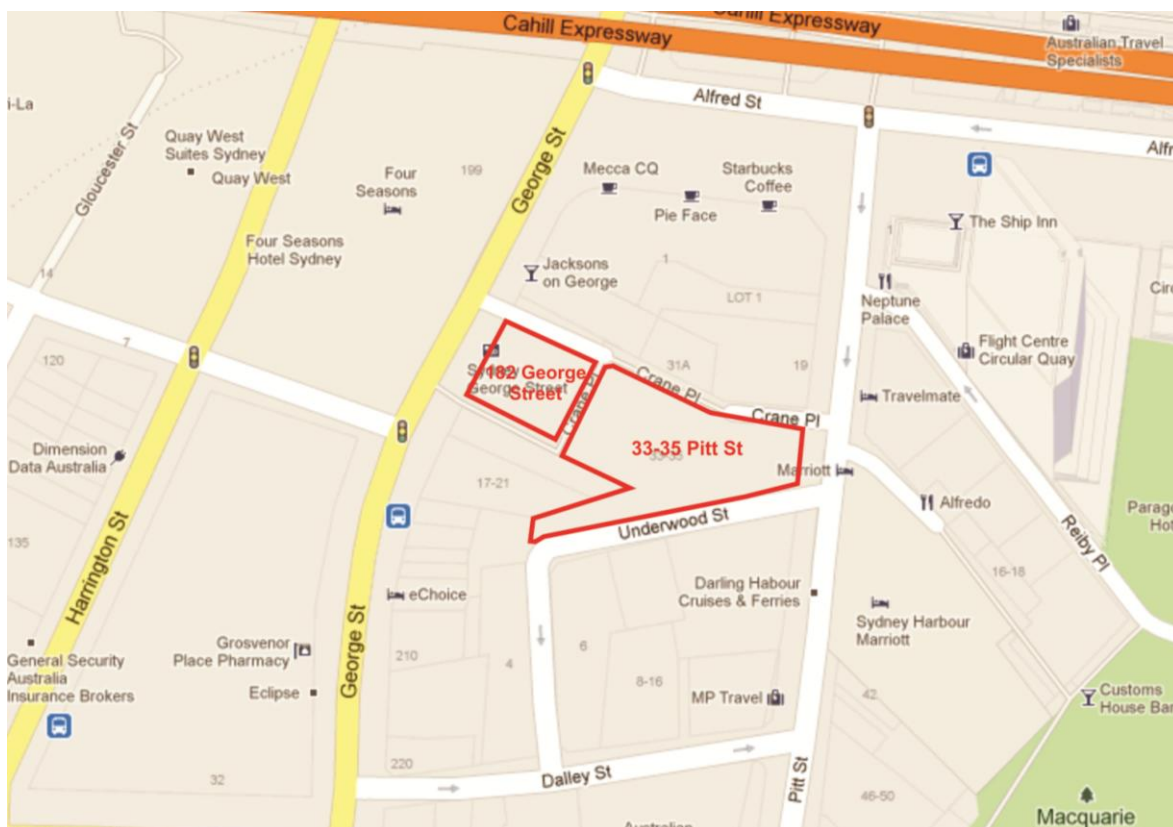 Cahill Expressway
Cahill Expressway
Australian Travel
Specialists
i-La
Gloucester St
Quay West
Suites Sydney
Quay West
Four
Seasons
199
George St
Alfred St
Alfr
Mecca CQ
Starbucks
Coffee
Pie Face
The Ship Inn
1
Four Seasons
Hotel Sydney
14
Jacksons
on George
1
LOT 1
Neptune
Palace
Circ
Flight Centre
Circular Quay
7
120
31A
19
Sydney
George Street
182 George
Street
Crane Pl
Crane Pl
Crane Pl
Travelmate
33-35 Pitt St
Marriott
Dimension
Data Australia
17-21
Alfredo
Underwood St
Reiby Pl
Parago
Hote
135
Harrington St
16-18
Darling Habour
Cruises & Ferries
eChoice
Sydney Harbour
Marriott
General Security
Australia
Insurance Brokers
Grosvenor
Place Pharmacy
George St
210
4
6
8-16
Eclipse
MP Travel
42
Customs
House Bar
32
220
Dalley St
Pitt St
46-50
Macquarie
Australian